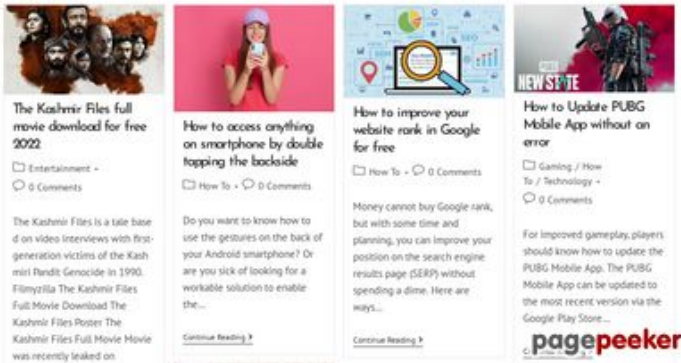 The Kashmir Files full
movie download for free
2022
Entertainment -
0 Comments
The Kashmir Files is a tale base
d on video interviews with first-
generation victims of the Kash
miri Pandit Genocide in 1990.
Filmyzilla The Kashmir Files
Full Movie Download The
Kashmir Files Poster The
Kashmir Files Full Movie Movie
was recently leaked on
How to access anything
on smartphone by double
tapping the backside
How To - 0 Comments
Do you want to know how to
use the gestures on the back of
your Android smartphone? Or
are you sick of looking for a
workable solution to enable
the...
Continue Reading >
SEO
How to improve your
website rank in Google
for free
How To - 0 Comments
Money cannot buy Google rank,
but with some time and
planning, you can improve your
position on the search engine
results page (SERP) without
spending a dime. Here are
ways...
Continue Reading >
PUBG
NEW STATE
How to Update PUBG
Mobile App without an
error
Gaming / How
To / Technology -
0 Comments
For improved gameplay, players
should know how to update the
PUBG Mobile App. The PUBG
Mobile App can be updated to
the most recent version via the
Google Play Store...
pagepeeker